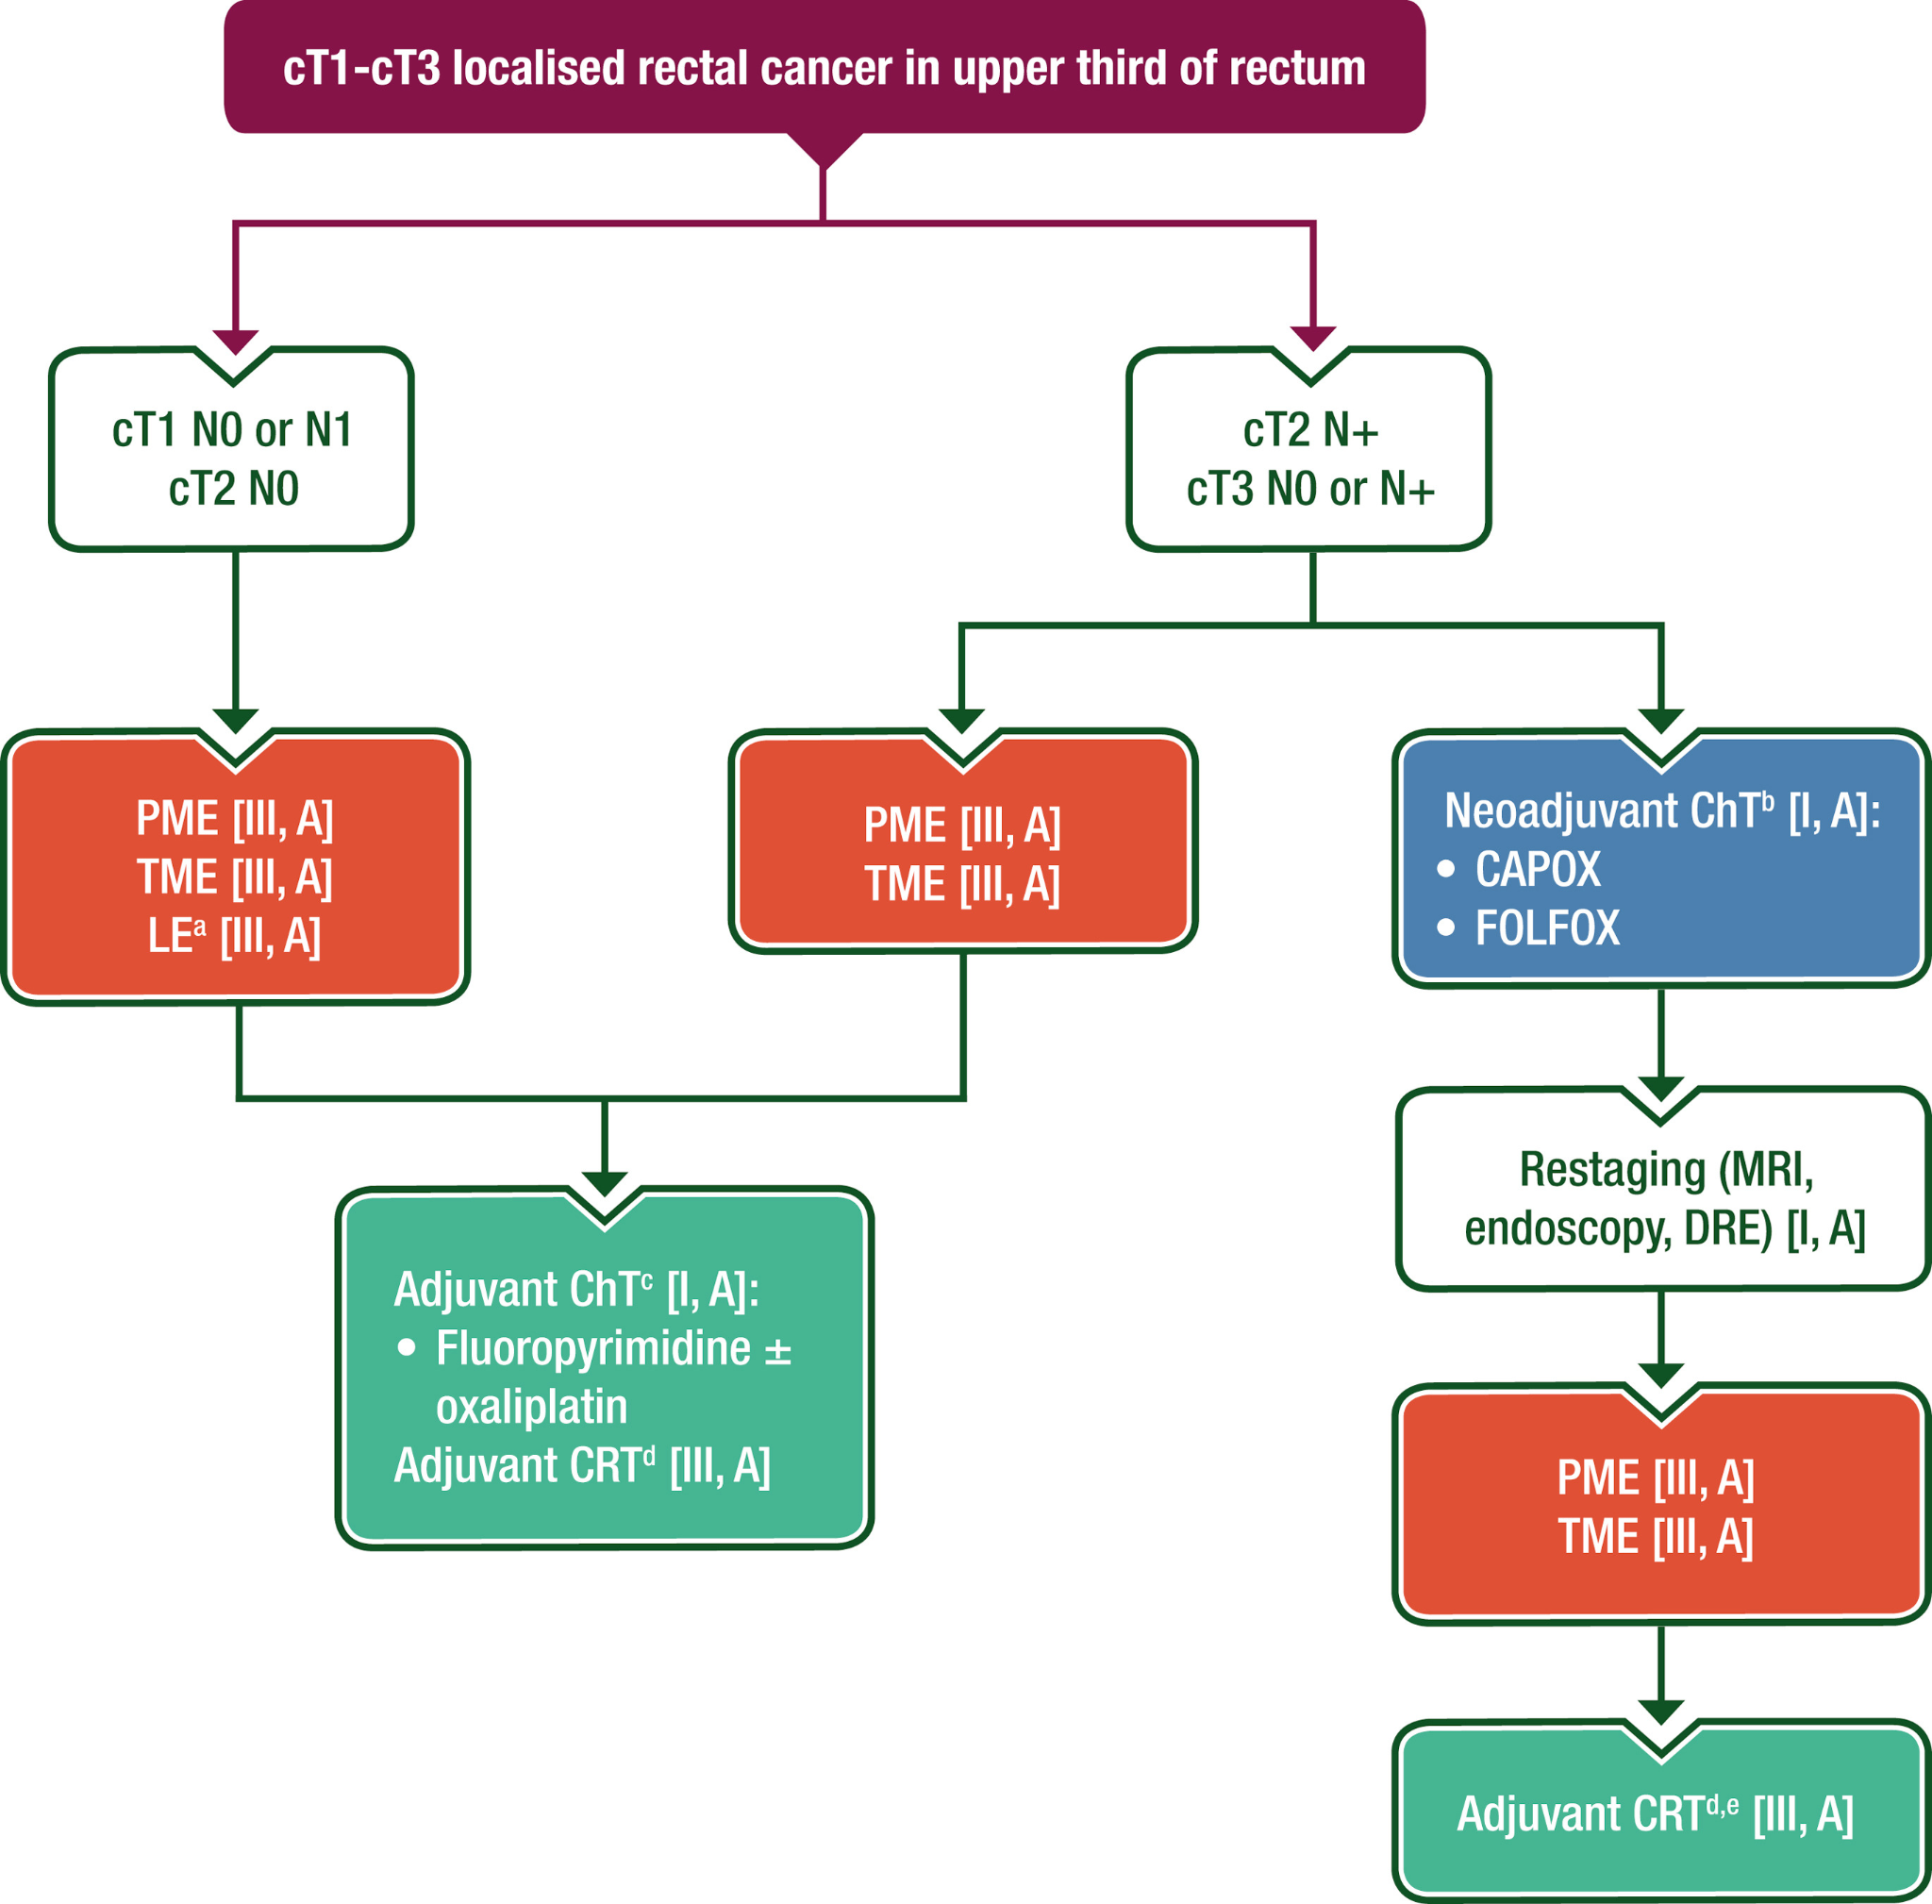 cT1-cT3 localised rectal cancer in upper third of rectum
cT1 N0 or N1
cT2 N0
cT2 N+
cT3 N0 or N+
PME [III, A]
TME [III, A]
LEa [III, A]
PME [III, A]
TME [III, A]
Neoadjuvant ChTb [I, A]:
• CAPOX
• FOLFOX
Restaging (MRI,
endoscopy, DRE) [I, A]
Adjuvant ChTc [I, A]:
• Fluoropyrimidine ±
oxaliplatin
Adjuvant CRTd [III, A]
PME [III, A]
TME [III, A]
Adjuvant CRTd,e [III, A]